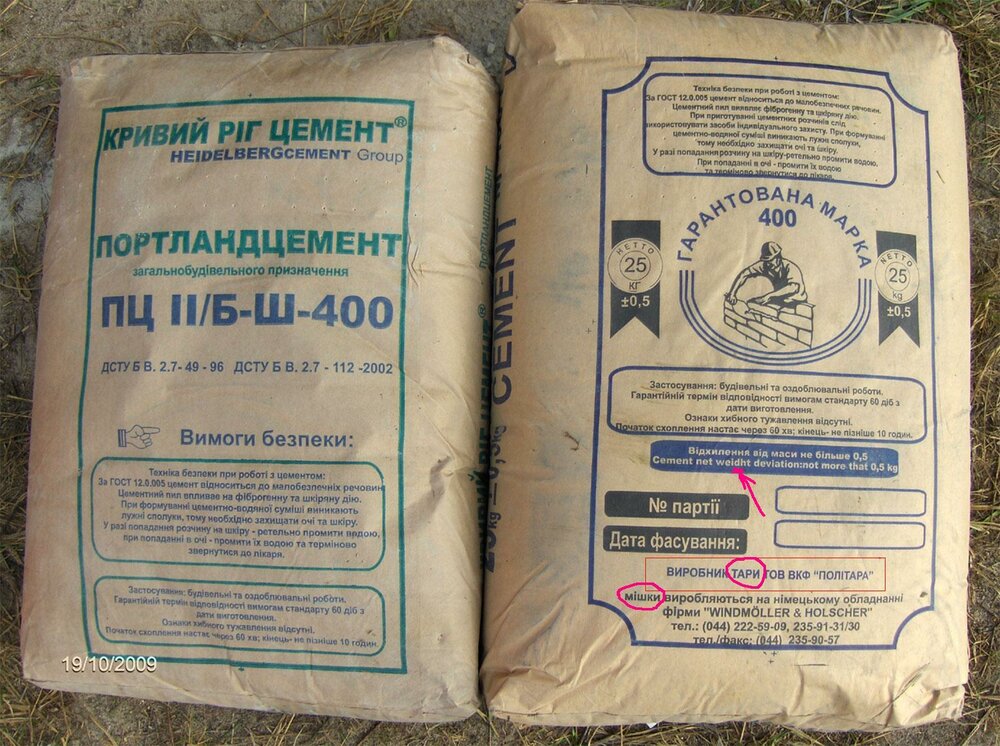 КРИВИЙ РІГ ЦЕМЕНТ®
HEIDELBERGCEMENT Group
ПОРТЛАНДЦЕМЕНТ
загальнобудівельного призначення
ПЦ ІІ/Б-Ш-400
ДСТУ Б В. 2.7- 49 - 96 ДСТУ Б В. 2.7 - 112 -2002
Вимоги безпеки:
Техніка безпеки при роботі з цементом:
За ГОСТ 12.0.005 цемент відноситься до малобезпечних речовин
Цементний пил впливає на фіброгенну та шкіряну дію.
При формуванні цементно-водяної суміші виникають
лужні сполуки, тому необхідно захищати очі та шкіру.
У разі попадання розчину на шкіру - ретельно промити водою,
при попаданні в очі - промити їх водою та терміново
звернутися до лікаря.
Застосування: будівельні та оздоблювальні роботи.
Гарантійний термін відповідності вимогам стандарту 60 діб з
дати виготовлення.
Ознаки хибного тужавлення відсутні.
Початок схоплення настає через 60 хв; кінець- не пізніше 10 годин.
19/10/2009
ПОРТЛАНДЦЕМЕНТ
CEMENT
Техніка безпеки при роботі з цементом:
За ГОСТ 12.0.005 цемент відноситься до малобезпечних речовин.
Цементний пил виявляє фіброгенну та шкіряну дію.
При приготуванні цементних розчинів слід
використовувати засоби індивідуального захисту. При формуванні
цементно-водяної суміші виникають лужні сполуки,
тому необхідно захищати очі та шкіру.
У разі попадання розчину на шкіру-ретельно промити водою,
При попаданні в очі - промити їх водою
та терміново звернутися до лікаря.
ГАРАНТОВАНА МАРКА
400
НЕТТО
25
КГ
±0,5
НЕТТО
25
kg
±0,5
Застосування: будівельні та оздоблювальні роботи.
Гарантійній термін відповідності вимогам стандарту 60 діб з
дати виготовлення.
Ознаки хибного тужавлення відсутні.
Початок схоплення настає через 60 хв; кінець- не пізніше 10 годин.
Відхилення від маси не більше 0,5
Cement net weidht deviation:not more that 0,5 kg
№ партії
Дата фасування:
ВИРОБНИК ТАРИ ТОВ ВКФ "ПОЛІТАРА"
мішки виробляються на німецькому обладнанні
фірми "WINDMÖLLER & HOLSCHER"
тел.: (044) 222-59-09, 235-91-31/30
тел./факс: (044) 235-90-57